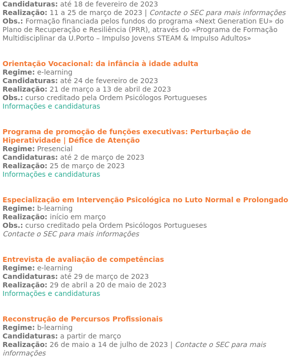 Candidaturas: até 18 de fevereiro de 2023
Realização: 11 a 25 de março de 2023 | Contacte o SEC para mais informações
Obs.: Formação financiada pelos fundos do programa «Next Generation EU» do
Plano de Recuperação e Resiliência (PRR), através do «Programa de Formação
Multidisciplinar da U.Porto – Impulso Jovens STEAM & Impulso Adultos»
Orientação Vocacional: da infância à idade adulta
Regime: e-learning
Candidaturas: até 24 de fevereiro de 2023
Realização: 21 de março a 13 de abril de 2023
Obs.: curso creditado pela Ordem Psicólogos Portugueses
Informações e candidaturas
Programa de promoção de funções executivas: Perturbação de
Hiperatividade | Défice de Atenção
Regime: Presencial
Candidaturas: até 2 de março de 2023
Realização: 25 de março de 2023
Informações e candidaturas
Especialização em Intervenção Psicológica no Luto Normal e Prolongado
Regime: b-learning
Realização: início em março
Obs.: curso creditado pela Ordem Psicólogos Portugueses
Contacte o SEC para mais informações
Entrevista de avaliação de competências
Regime: e-learning
Candidaturas: até 29 de março de 2023
Realização: 29 de abril a 20 de maio de 2023
Informações e candidaturas
Reconstrução de Percursos Profissionais
Regime: b-learning
Candidaturas: a partir de março
Realização: 26 de maio a 14 de julho de 2023 | Contacte o SEC para mais
informações